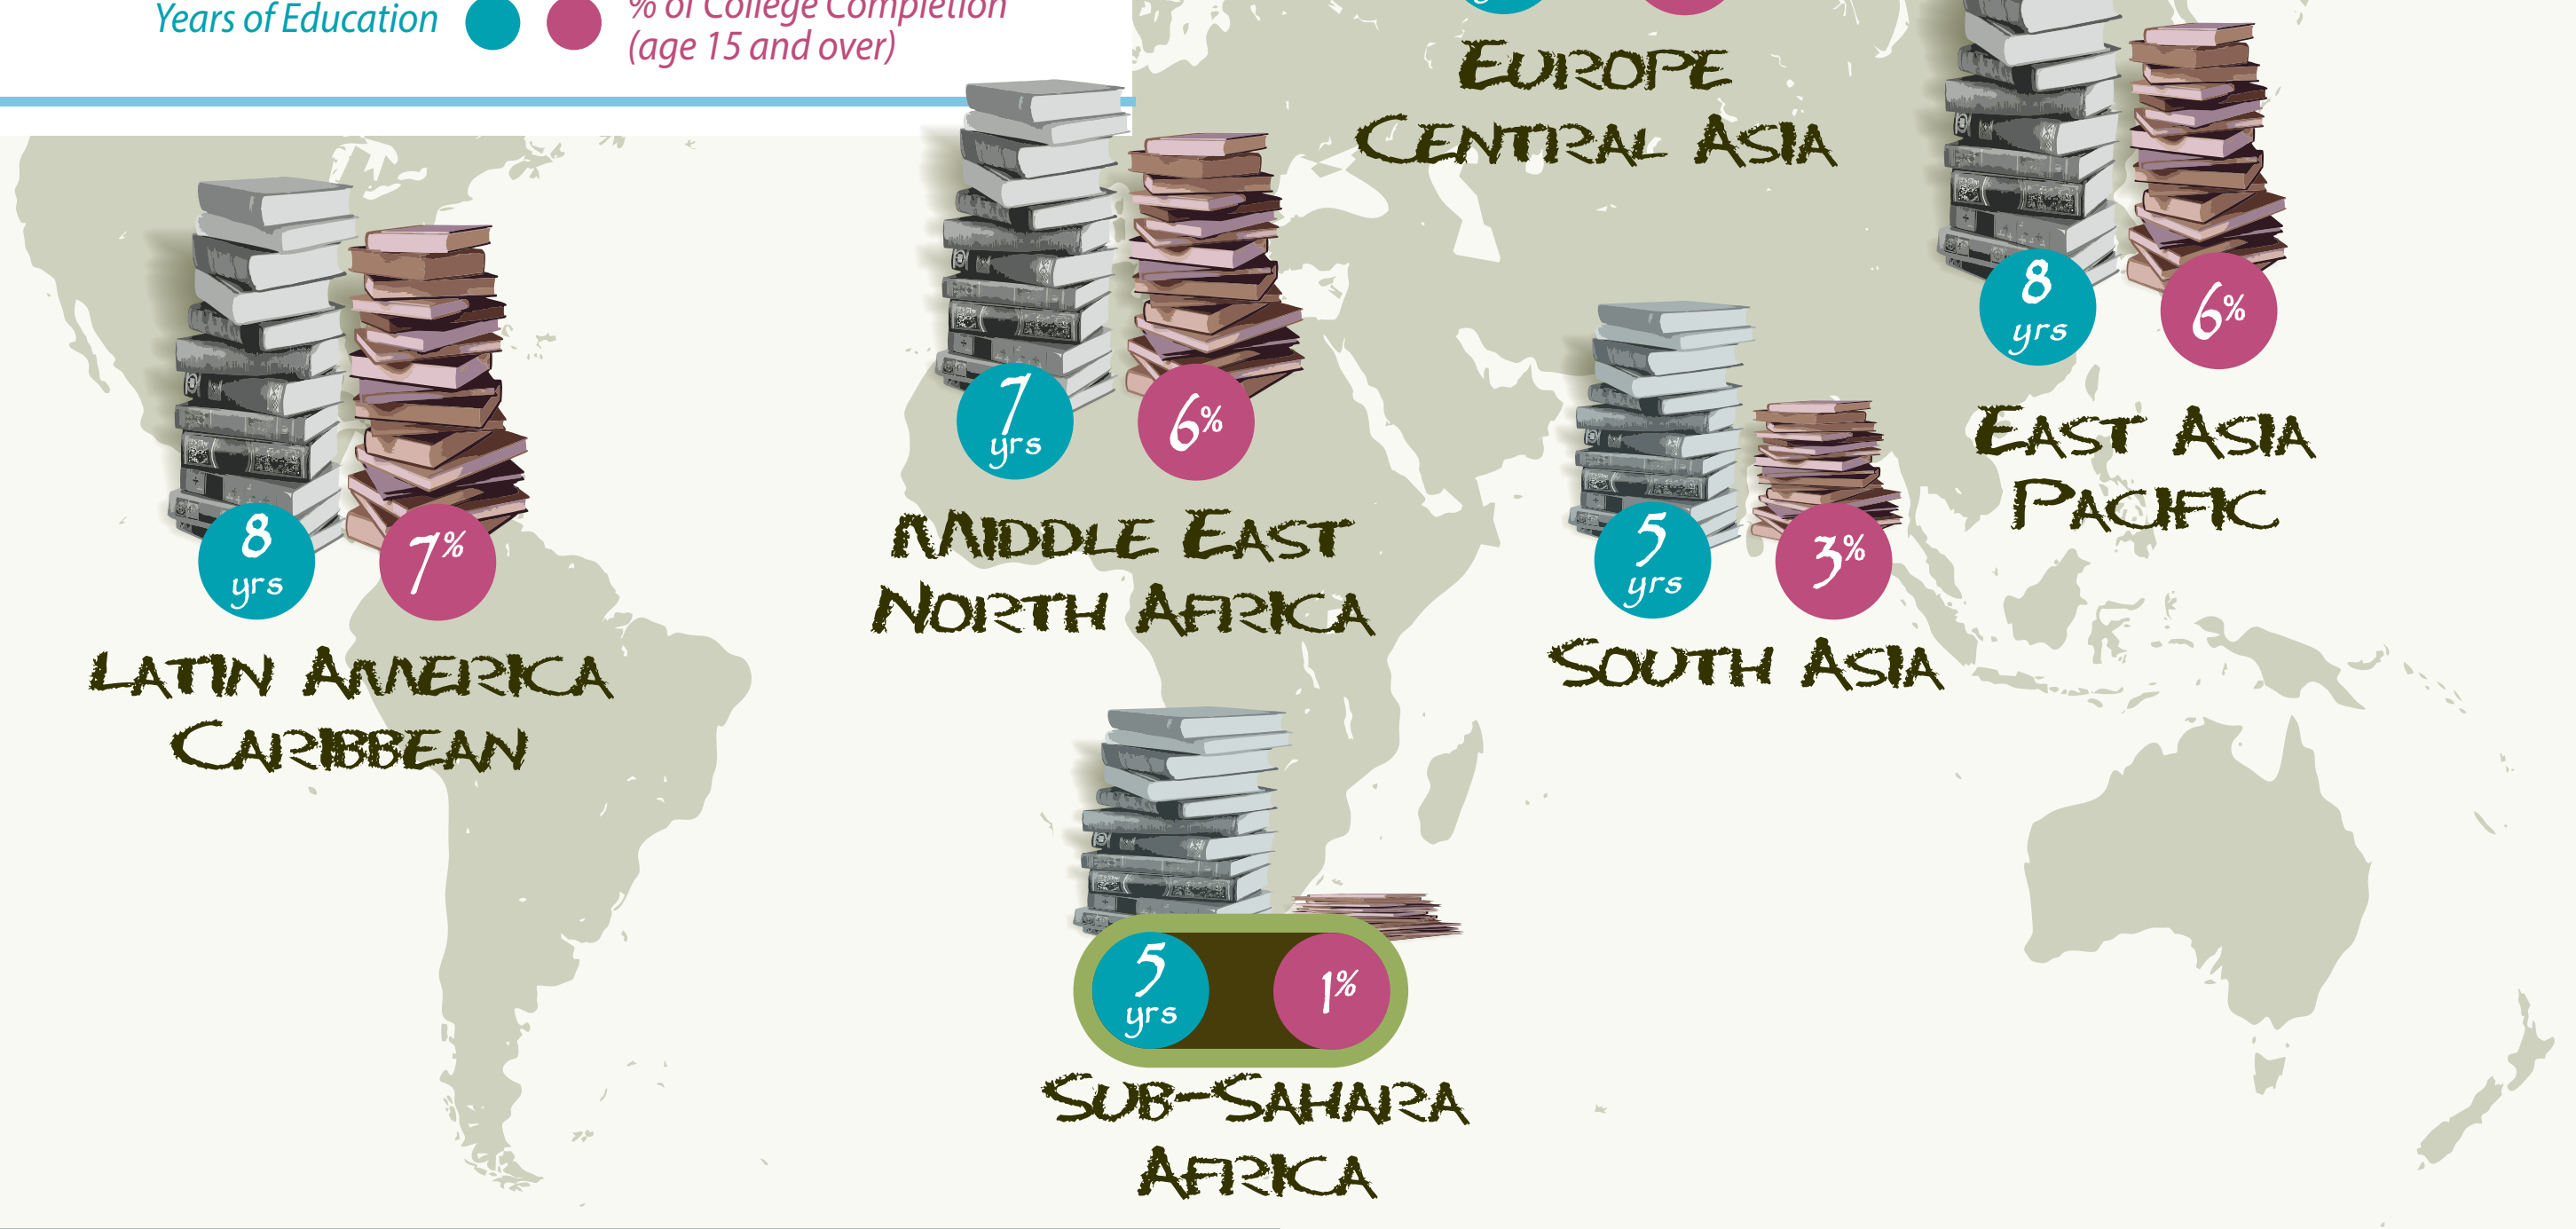 Years of Education
% of College Completion
(age 15 and over)
EUROPE
CENTRAL ASIA
8
yrs
6%
EAST ASIA
PACIFIC
7
yrs
6%
MIDDLE EAST
NORTH AFRICA
8
yrs
7%
LATIN AMERICA
CARIBBEAN
5
yrs
3%
SOUTH ASIA
5
yrs
1%
SUB-SAHARA
AFRICA